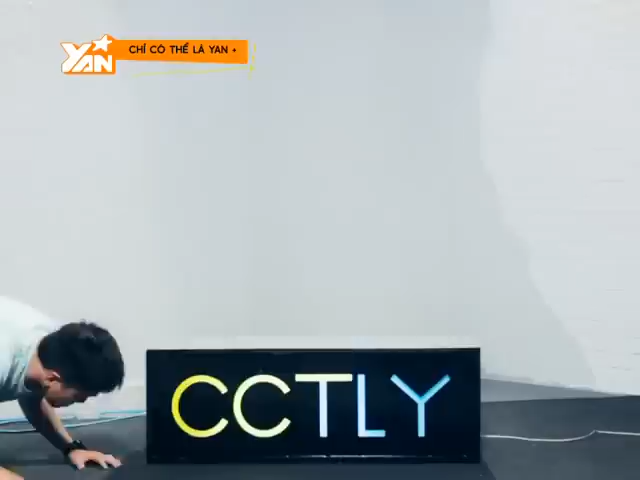 YAN
CHỈ CÓ THỂ LÀ YAN +
CCTLY